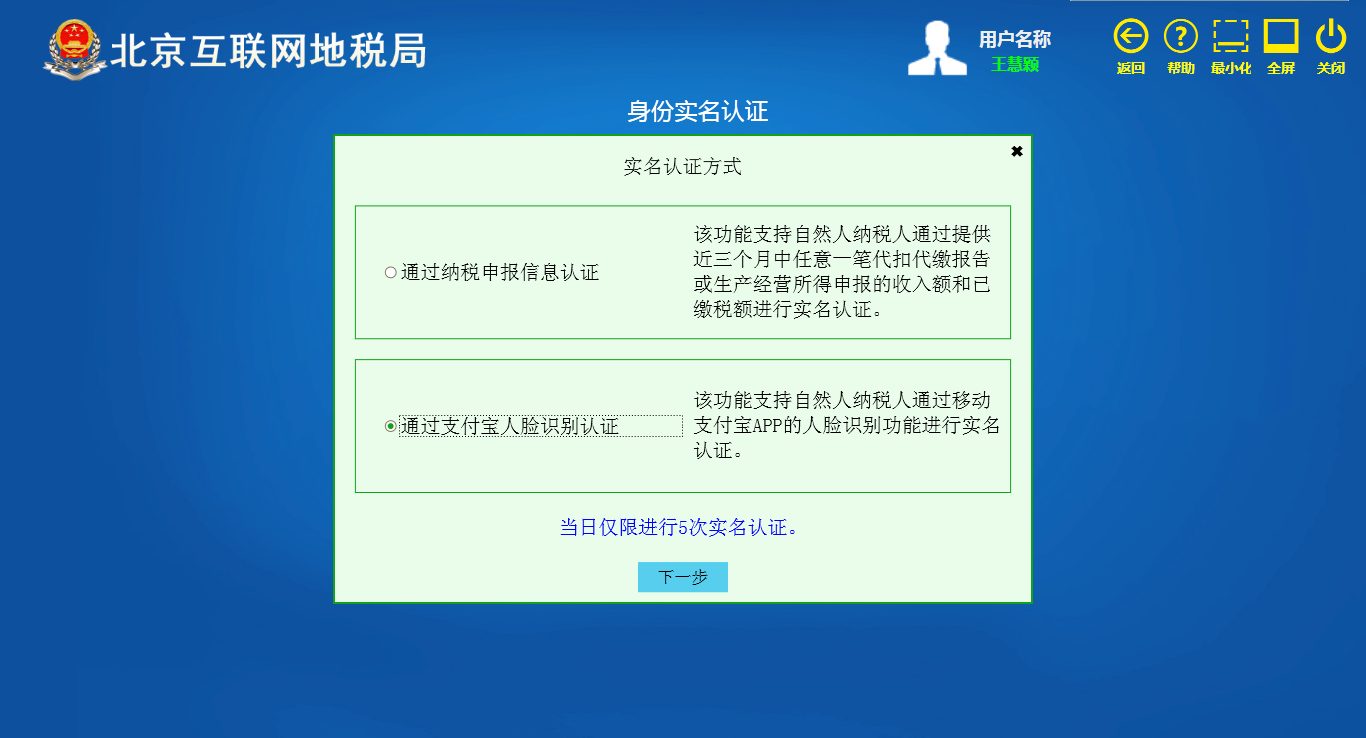 北京互联网地税局
用户名称
王慧颖
返回 帮助 最小化 全屏 关闭
身份实名认证
✖
实名认证方式
通过纳税申报信息认证
该功能支持自然人纳税人通过提供
近三个月中任意一笔代扣代缴报告
或生产经营所得申报的收入额和已
缴税额进行实名认证。
通过支付宝人脸识别认证
该功能支持自然人纳税人通过移动
支付宝APP的人脸识别功能进行实名
认证。
当日仅限进行5次实名认证。
下一步